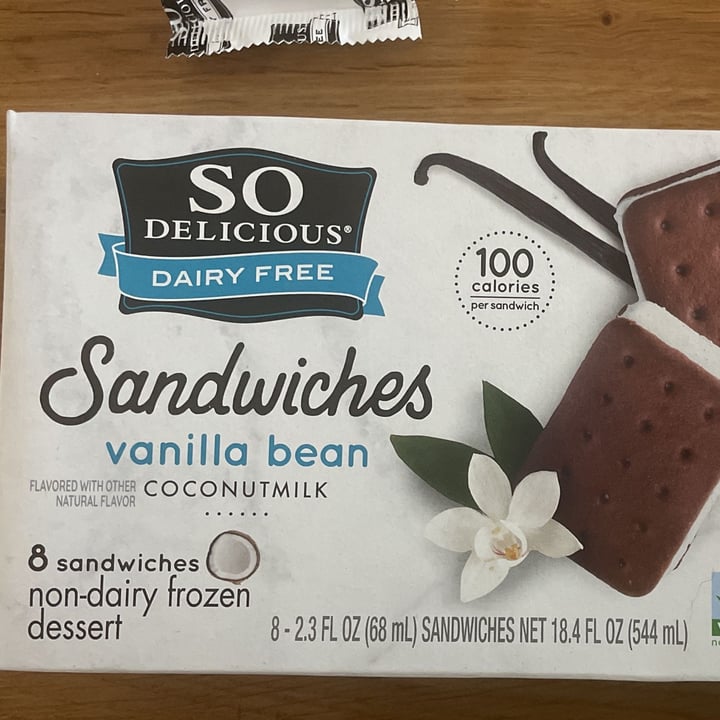 SO
DELICIOUS®
DAIRY FREE
100
calories
per sandwich
Sandwiches
vanilla bean
FLAVORED WITH OTHER
NATURAL FLAVOR
COCONUTMILK
8 sandwiches
non-dairy frozen
dessert
8 - 2.3 FL OZ (68 mL) SANDWICHES NET 18.4 FL OZ (544 mL)